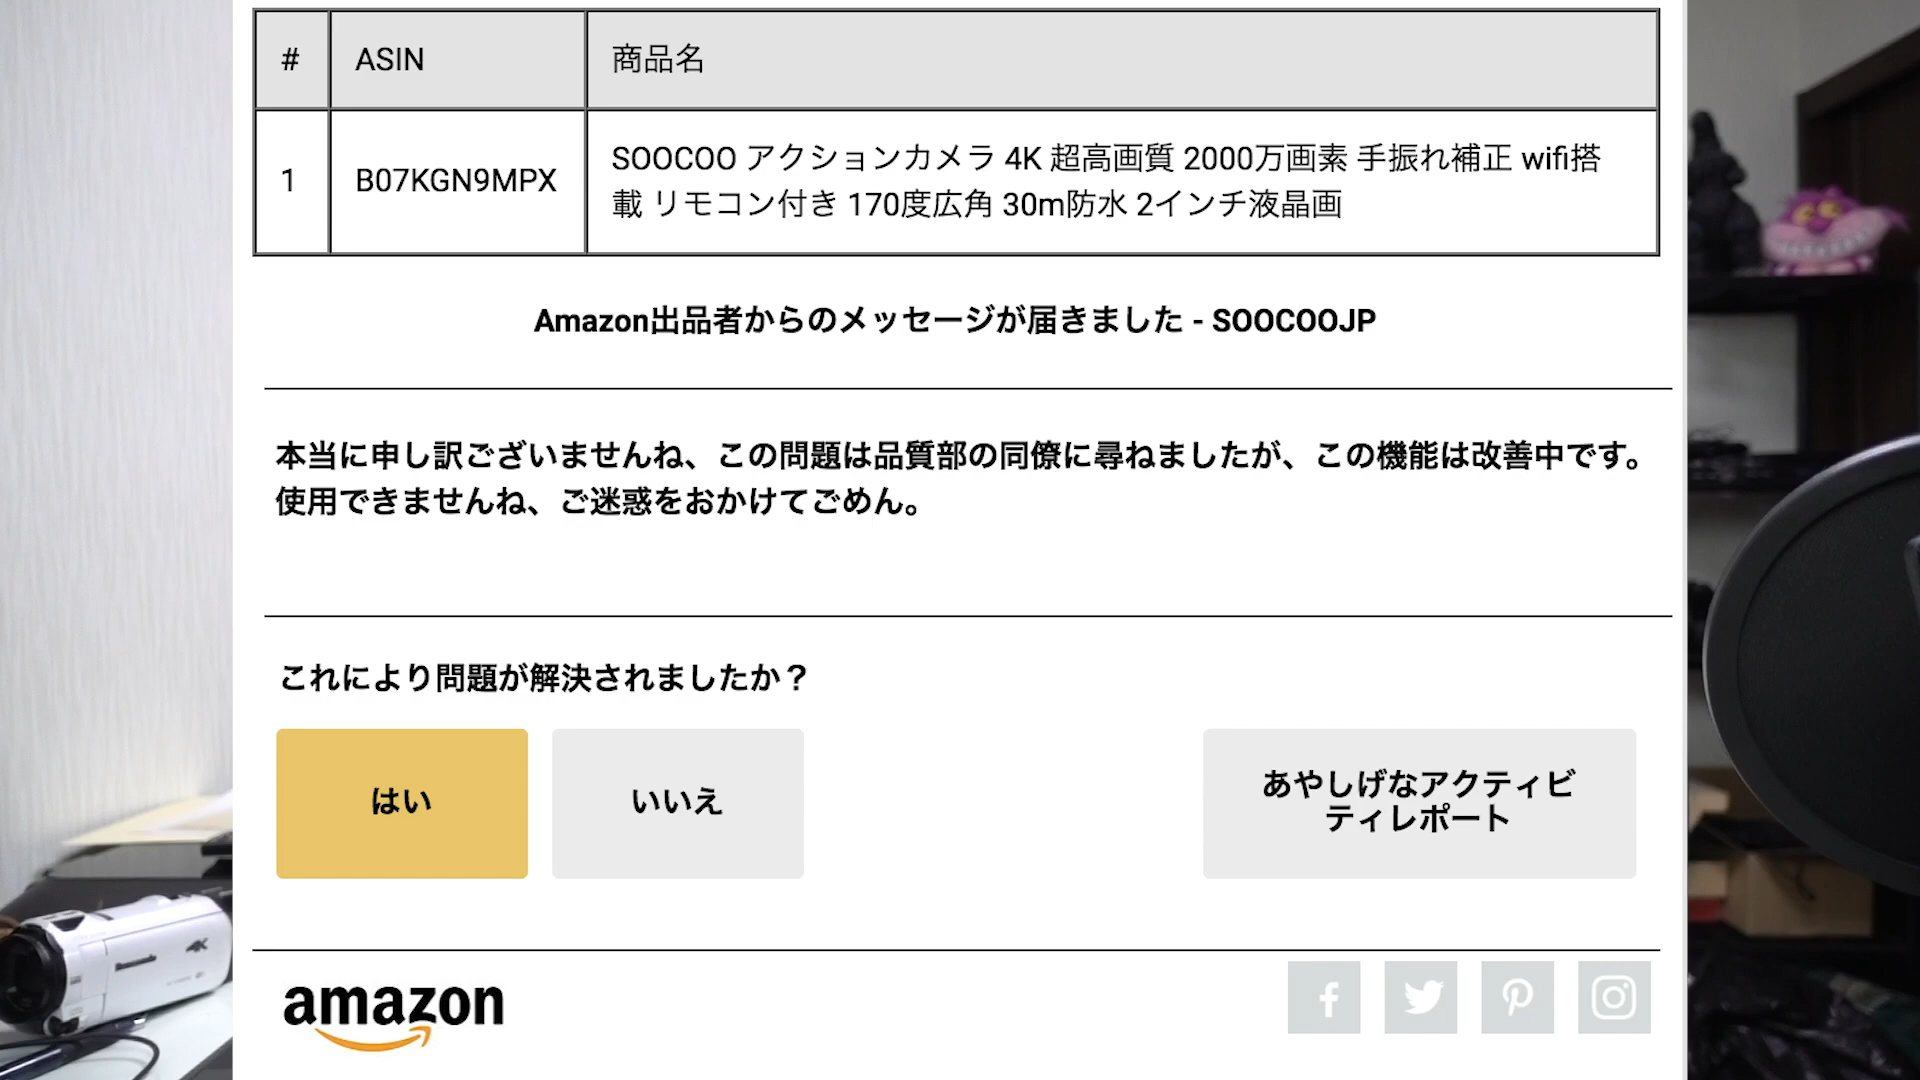 # ASIN 商品名
1 B07KGN9MPX SOOCOO アクションカメラ 4K 超高画質 2000万画素 手振れ補正 wifi搭
載 リモコン付き 170度広角 30m防水 2インチ液晶画
Amazon出品者からのメッセージが届きました - SOOCOOJP
本当に申し訳ございませんね、この問題は品質部の同僚に尋ねましたが、この機能は改善中です。
使用できませんね、ご迷惑をおかけてごめん。
これにより問題が解決されましたか？
はい いいえ
あやしげなアクティビ
ティレポート
amazon
Panasonic
4K